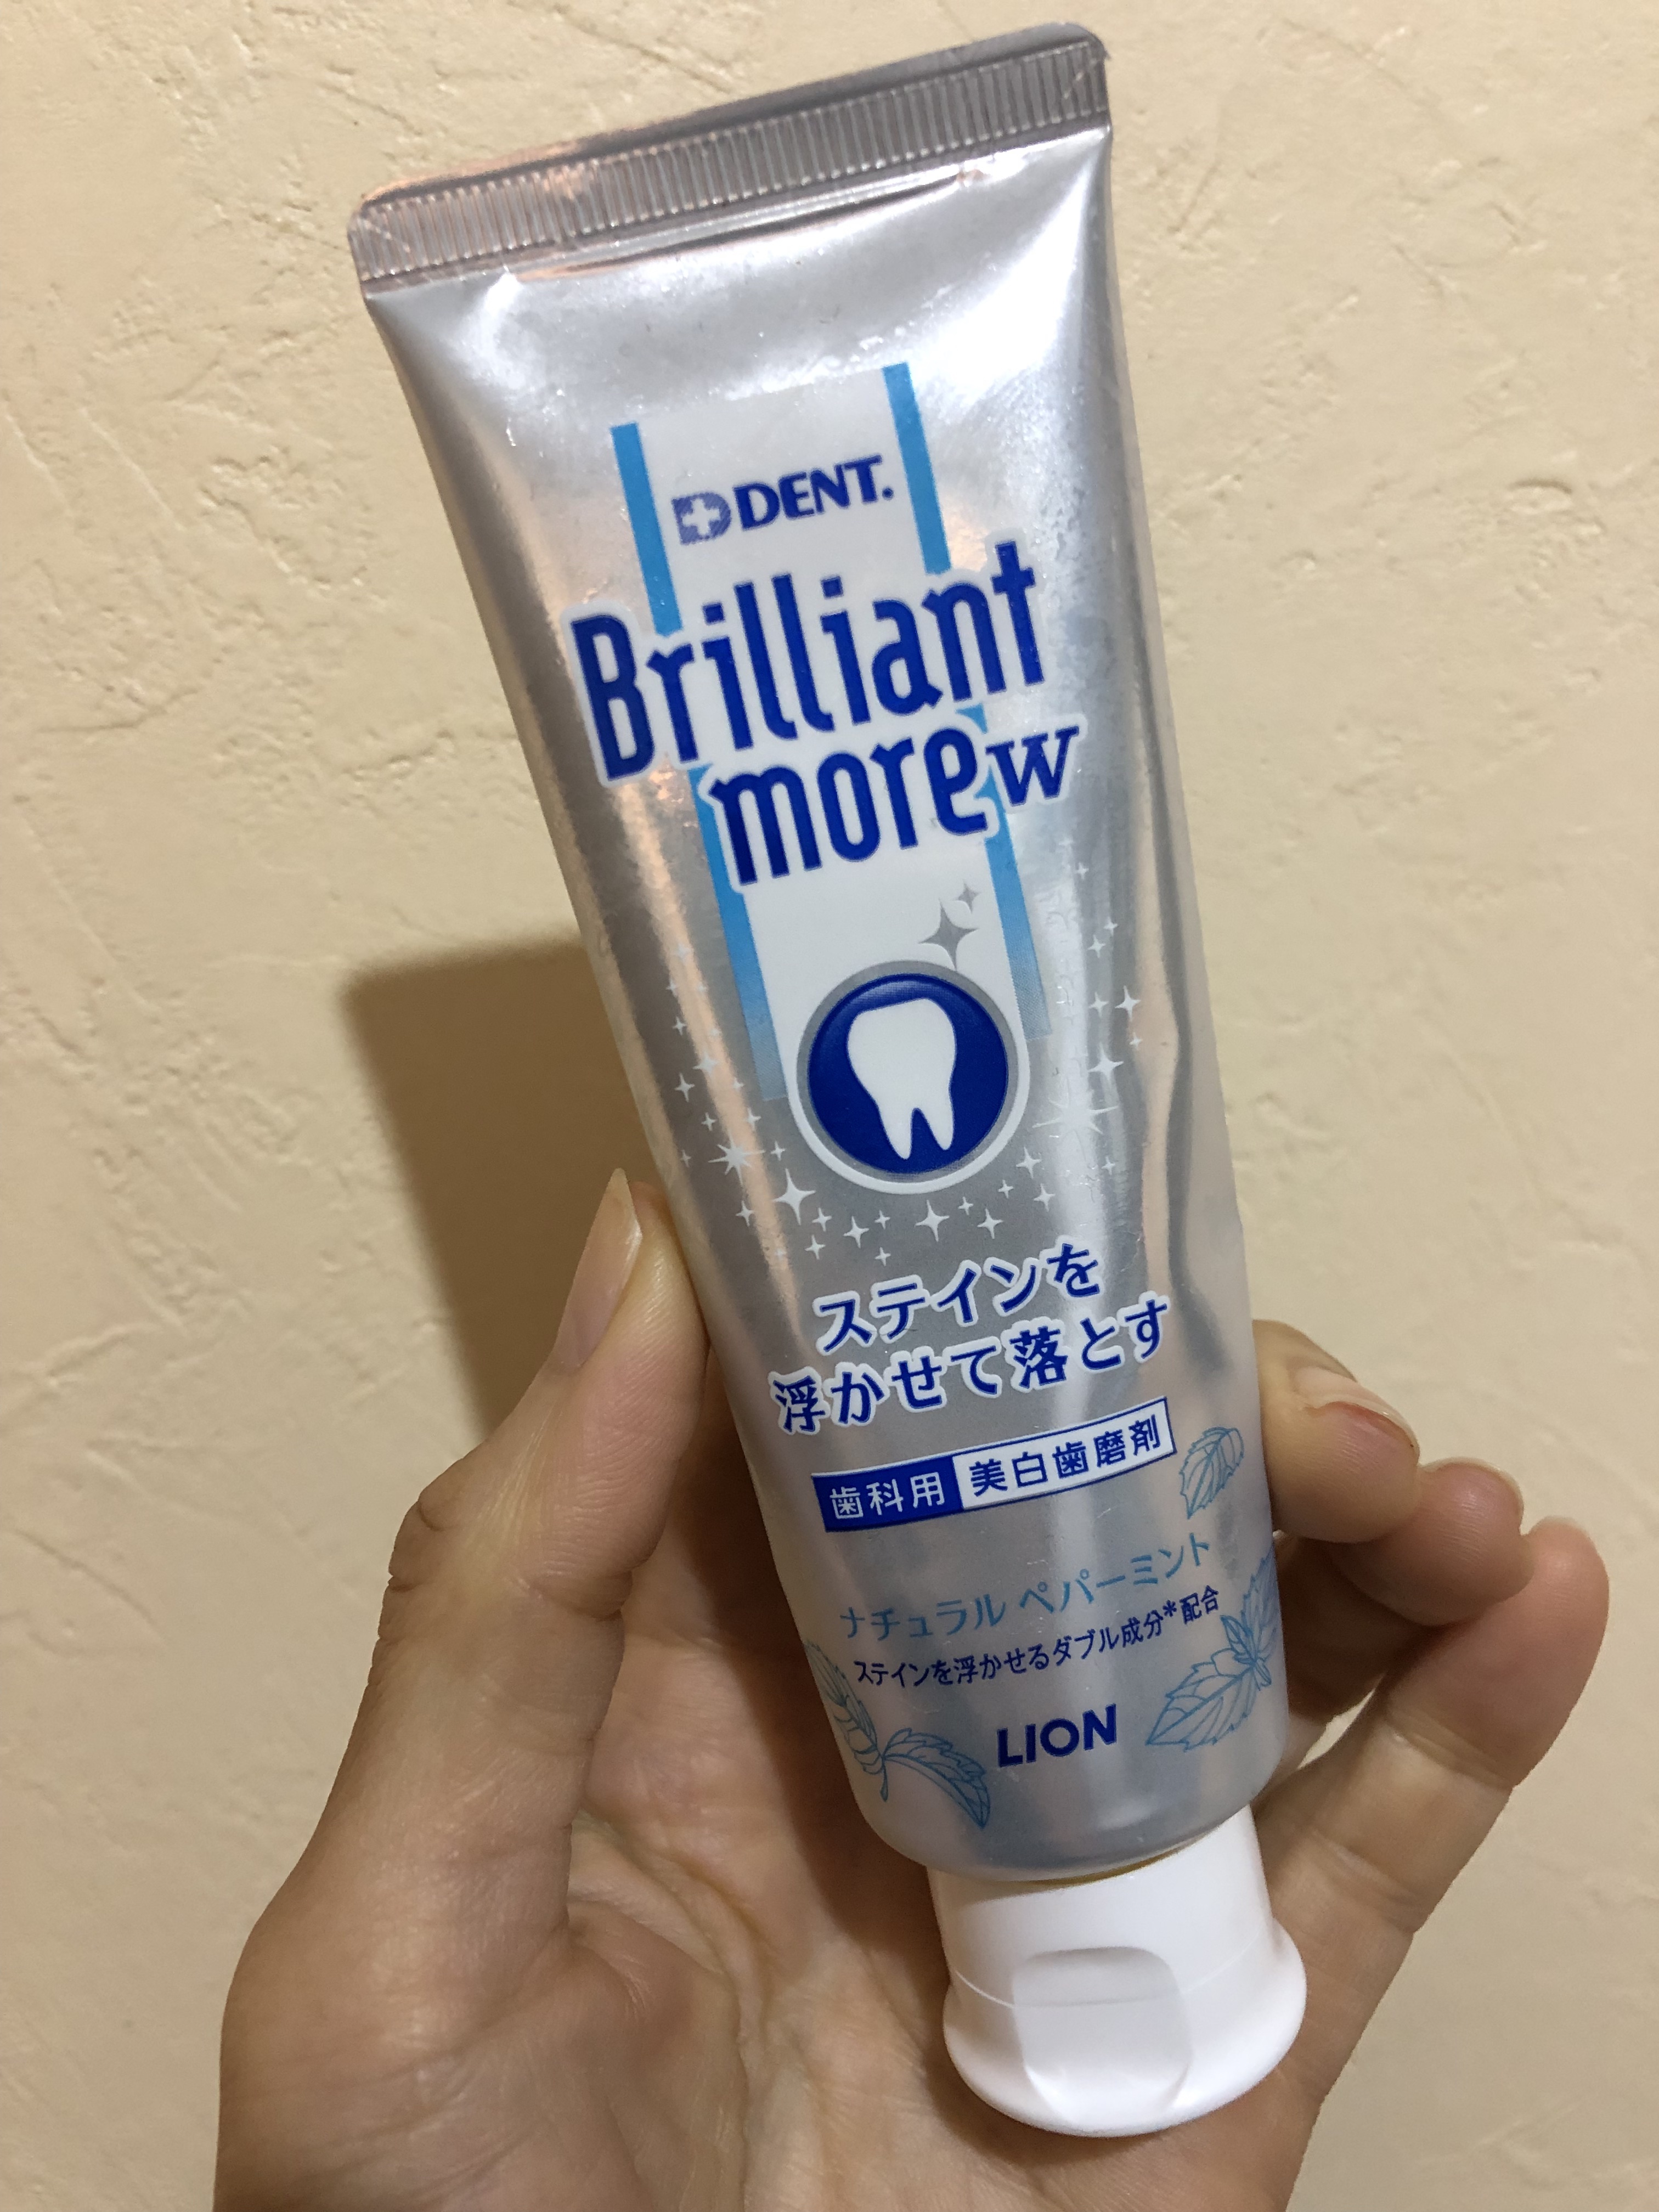 DENT.
Brilliant
more W
ステインを
浮かせて落とす
歯科用 美白歯磨剤
ナチュラル ペパーミント
ステインを浮かせるダブル成分*配合
LION